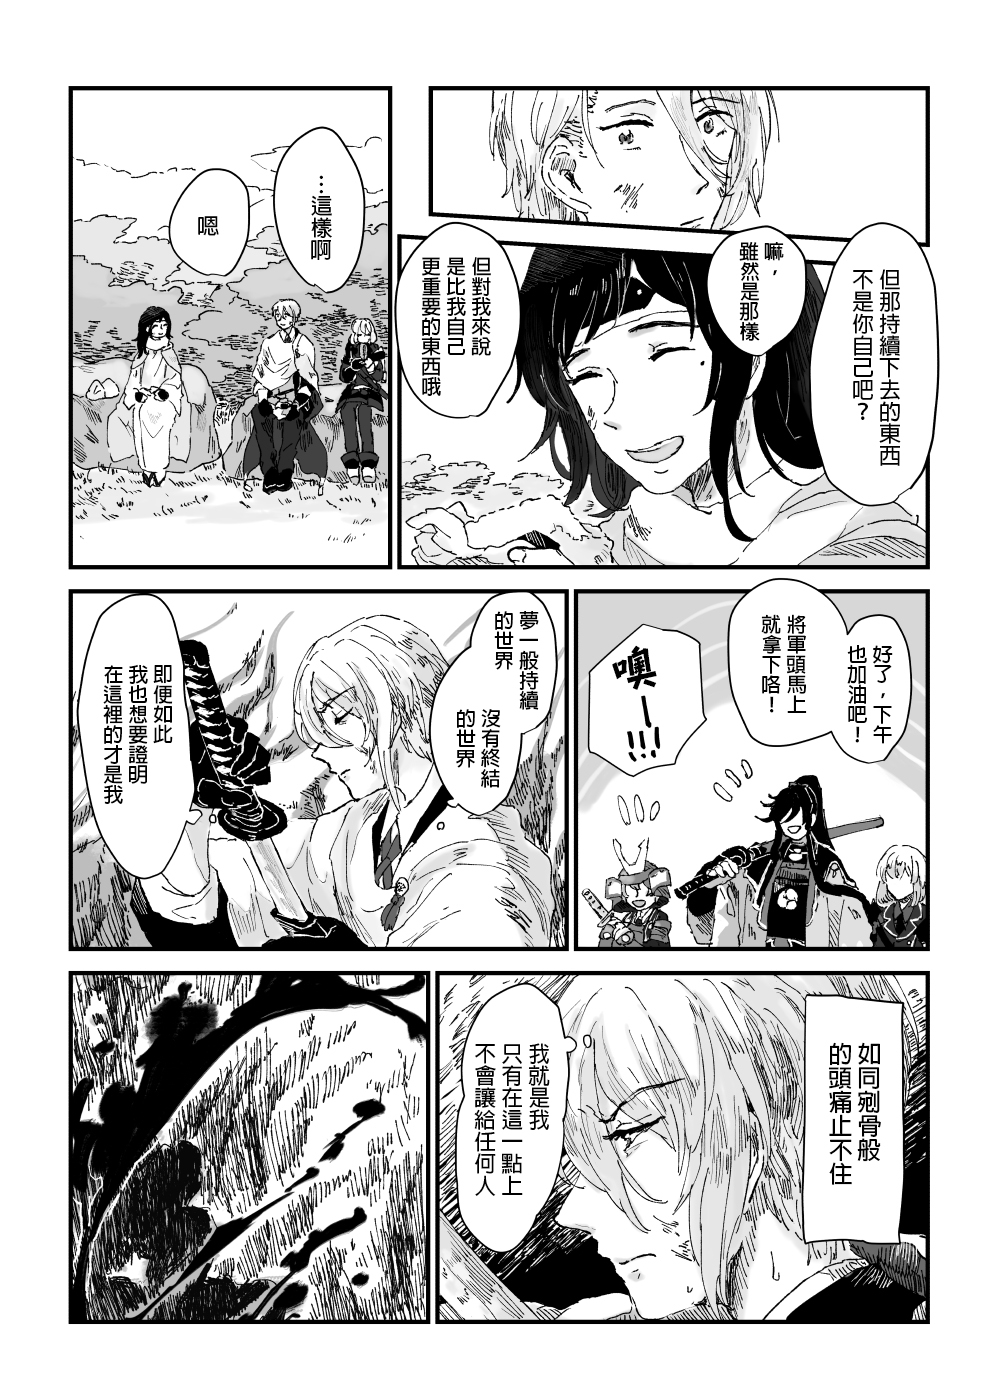 但那持續下去的東西
不是你自己吧？
嘛，
雖然是那樣
但對我來說
是比我自己
更重要的東西哦
…這樣啊
嗯
好了，下午
也加油吧！
將軍頭馬上
就拿下咯！
噢ー!!!
夢一般持續
的世界
沒有終結
的世界
即便如此
我也想要證明
在這裡的才是我
如同剜骨般
的頭痛止不住
我就是我
只有在這一點上
不會讓給任何人